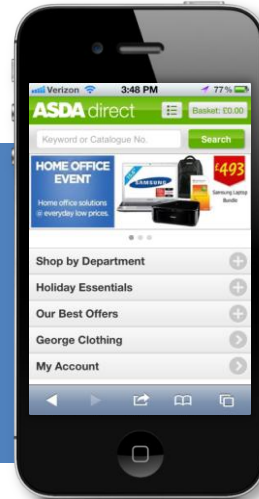 Verizon 3:48 PM 77%
ASDA direct
Basket: £0.00
Keyword or Catalogue No.
Search
HOME OFFICE
EVENT
Home office solutions
everyday low prices.
SAMSUNG
£493
Samsung Laptop
Bundle
Shop by Department
Holiday Essentials
Our Best Offers
George Clothing
My Account